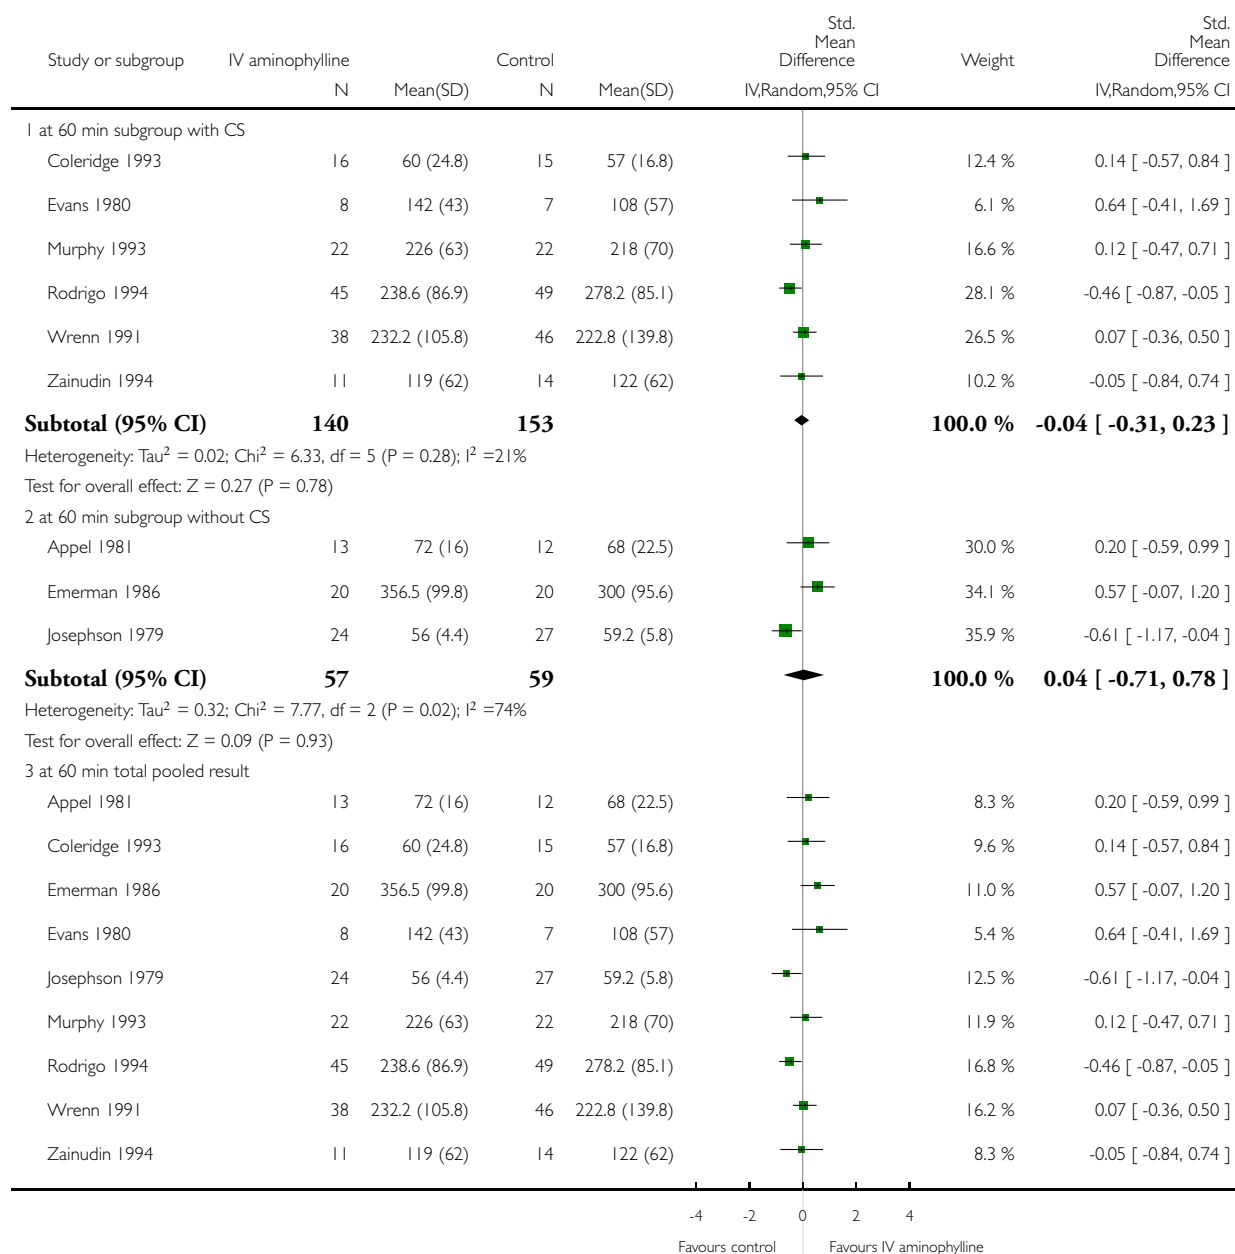 Std. Std.
Mean Mean
Study or subgroup IV aminophylline Control Difference Weight Difference
N Mean(SD) N Mean(SD) IV,Random,95% CI IV,Random,95% CI
1 at 60 min subgroup with CS
Coleridge 1993 16 60 (24.8) 15 57 (16.8) 12.4 % 0.14 [ -0.57, 0.84 ]
Evans 1980 8 142 (43) 7 108 (57) 6.1 % 0.64 [ -0.41, 1.69 ]
Murphy 1993 22 226 (63) 22 218 (70) 16.6 % 0.12 [ -0.47, 0.71 ]
Rodrigo 1994 45 238.6 (86.9) 49 278.2 (85.1) 28.1 % -0.46 [ -0.87, -0.05 ]
Wrenn 1991 38 232.2 (105.8) 46 222.8 (139.8) 26.5 % 0.07 [ -0.36, 0.50 ]
Zainudin 1994 11 119 (62) 14 122 (62) 10.2 % -0.05 [ -0.84, 0.74 ]
Subtotal (95% CI) 140 153 100.0 % -0.04 [ -0.31, 0.23 ]
Heterogeneity: Tau² = 0.02; Chi² = 6.33, df = 5 (P = 0.28); I² =21%
Test for overall effect: Z = 0.27 (P = 0.78)
2 at 60 min subgroup without CS
Appel 1981 13 72 (16) 12 68 (22.5) 30.0 % 0.20 [ -0.59, 0.99 ]
Emerman 1986 20 356.5 (99.8) 20 300 (95.6) 34.1 % 0.57 [ -0.07, 1.20 ]
Josephson 1979 24 56 (4.4) 27 59.2 (5.8) 35.9 % -0.61 [ -1.17, -0.04 ]
Subtotal (95% CI) 57 59 100.0 % 0.04 [ -0.71, 0.78 ]
Heterogeneity: Tau² = 0.32; Chi² = 7.77, df = 2 (P = 0.02); I² =74%
Test for overall effect: Z = 0.09 (P = 0.93)
3 at 60 min total pooled result
Appel 1981 13 72 (16) 12 68 (22.5) 8.3 % 0.20 [ -0.59, 0.99 ]
Coleridge 1993 16 60 (24.8) 15 57 (16.8) 9.6 % 0.14 [ -0.57, 0.84 ]
Emerman 1986 20 356.5 (99.8) 20 300 (95.6) 11.0 % 0.57 [ -0.07, 1.20 ]
Evans 1980 8 142 (43) 7 108 (57) 5.4 % 0.64 [ -0.41, 1.69 ]
Josephson 1979 24 56 (4.4) 27 59.2 (5.8) 12.5 % -0.61 [ -1.17, -0.04 ]
Murphy 1993 22 226 (63) 22 218 (70) 11.9 % 0.12 [ -0.47, 0.71 ]
Rodrigo 1994 45 238.6 (86.9) 49 278.2 (85.1) 16.8 % -0.46 [ -0.87, -0.05 ]
Wrenn 1991 38 232.2 (105.8) 46 222.8 (139.8) 16.2 % 0.07 [ -0.36, 0.50 ]
Zainudin 1994 11 119 (62) 14 122 (62) 8.3 % -0.05 [ -0.84, 0.74 ]
-4 -2 0 2 4
Favours control Favours IV aminophylline